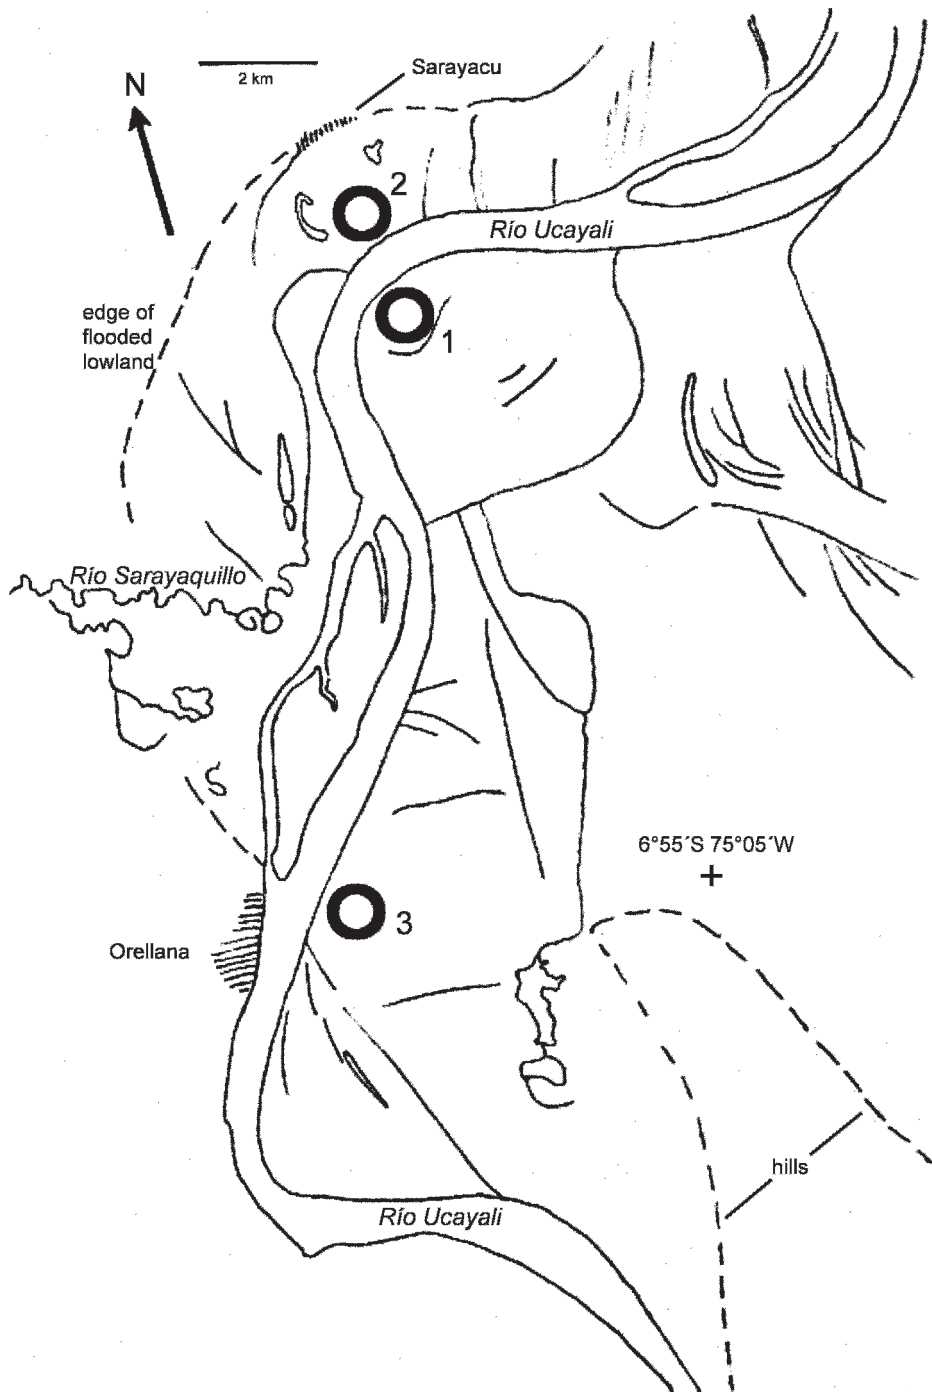 Sarayacu
2 km
N
2
Río Ucayali
edge of
flooded
lowland
1
Río Sarayaquillo
6°55´S 75°05´W
3
Orellana
hills
Río Ucayali